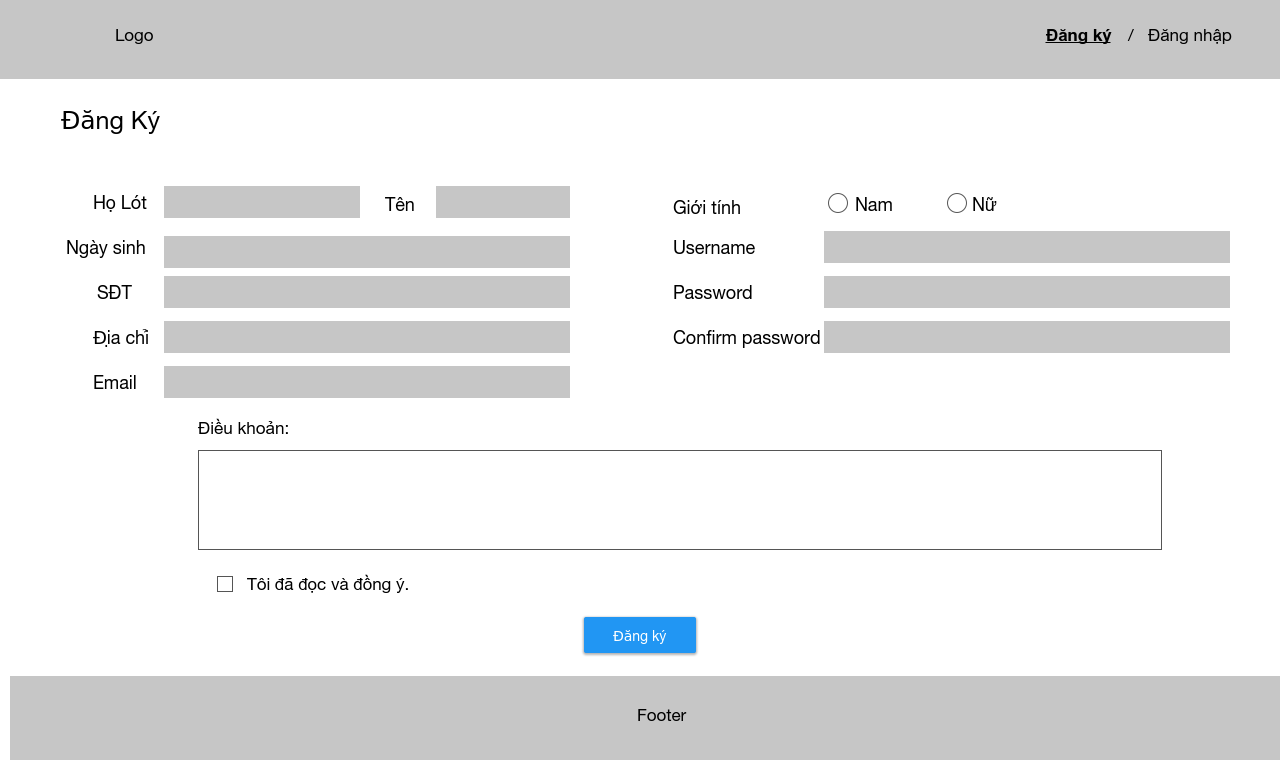 Logo
Đăng ký / Đăng nhập
Đăng Ký
Họ Lót Tên
Ngày sinh
SĐT
Địa chỉ
Email
Giới tính Nam Nữ
Username
Password
Confirm password
Điều khoản:
Tôi đã đọc và đồng ý.
Đăng ký
Footer